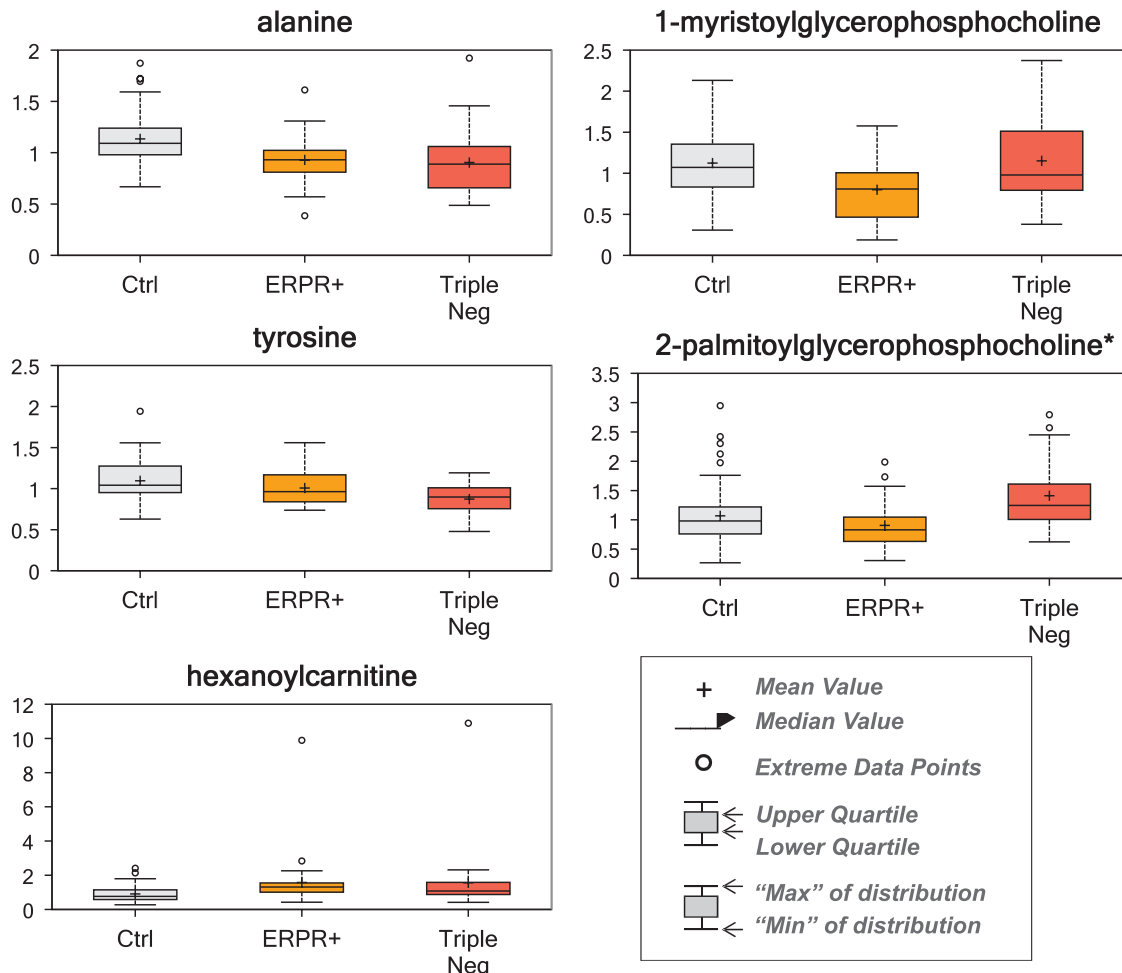 alanine
2
1.5
1
0.5
0
Ctrl
ERPR+
Triple
Neg
1-myristoylglycerophosphocholine
2.5
2
1.5
1
0.5
0
Ctrl
ERPR+
Triple
Neg
tyrosine
2.5
2
1.5
1
0.5
0
Ctrl
ERPR+
Triple
Neg
2-palmitoylglycerophosphocholine*
3.5
3
2.5
2
1.5
1
0.5
0
Ctrl
ERPR+
Triple
Neg
hexanoylcarnitine
12
10
8
6
4
2
0
Ctrl
ERPR+
Triple
Neg
+ Mean Value
Median Value
Extreme Data Points
Upper Quartile
Lower Quartile
“Max” of distribution
“Min” of distribution